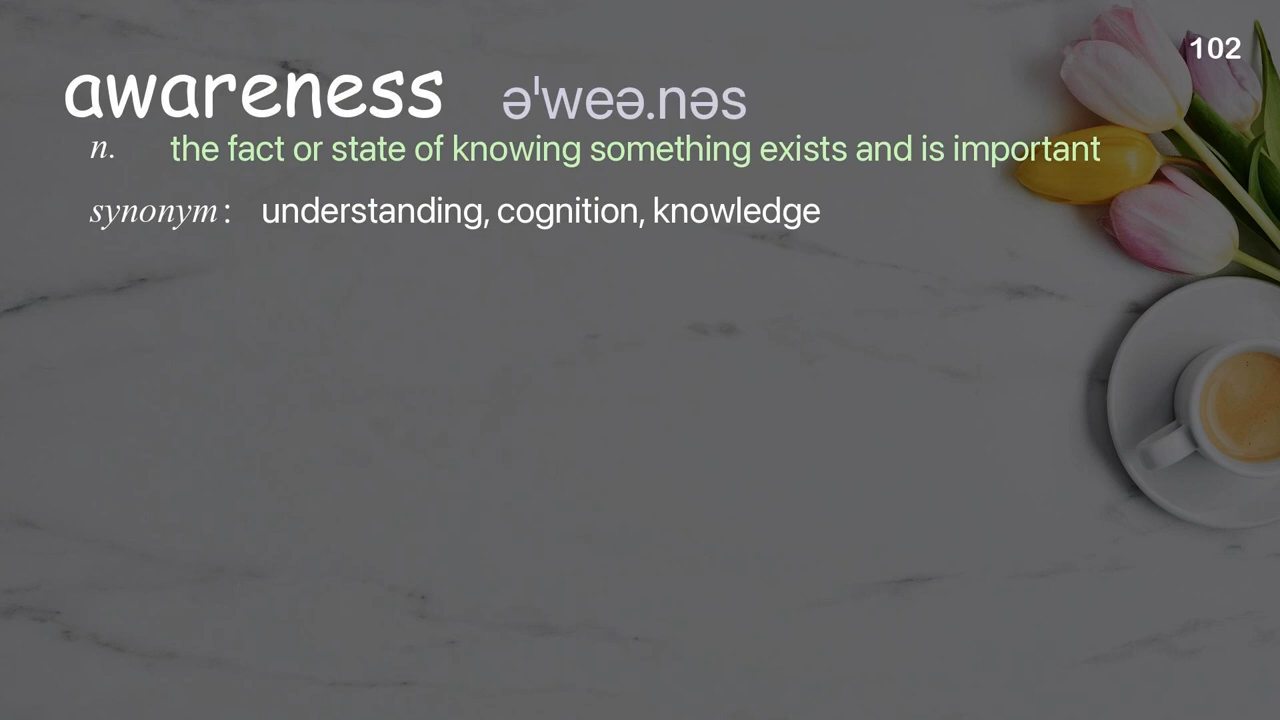 102
awareness əˈweə.nəs
n. the fact or state of knowing something exists and is important
synonym: understanding, cognition, knowledge